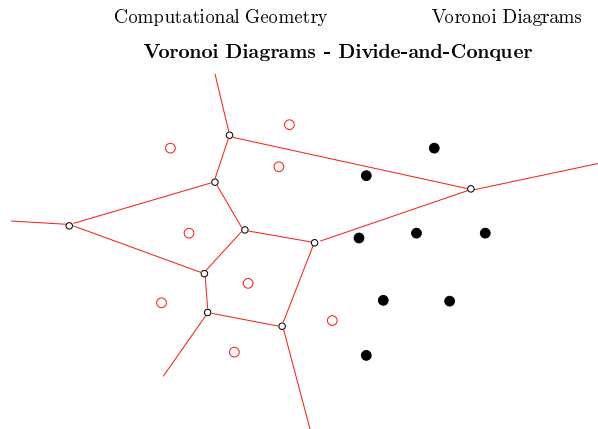 Computational Geometry Voronoi Diagrams
Voronoi Diagrams - Divide-and-Conquer